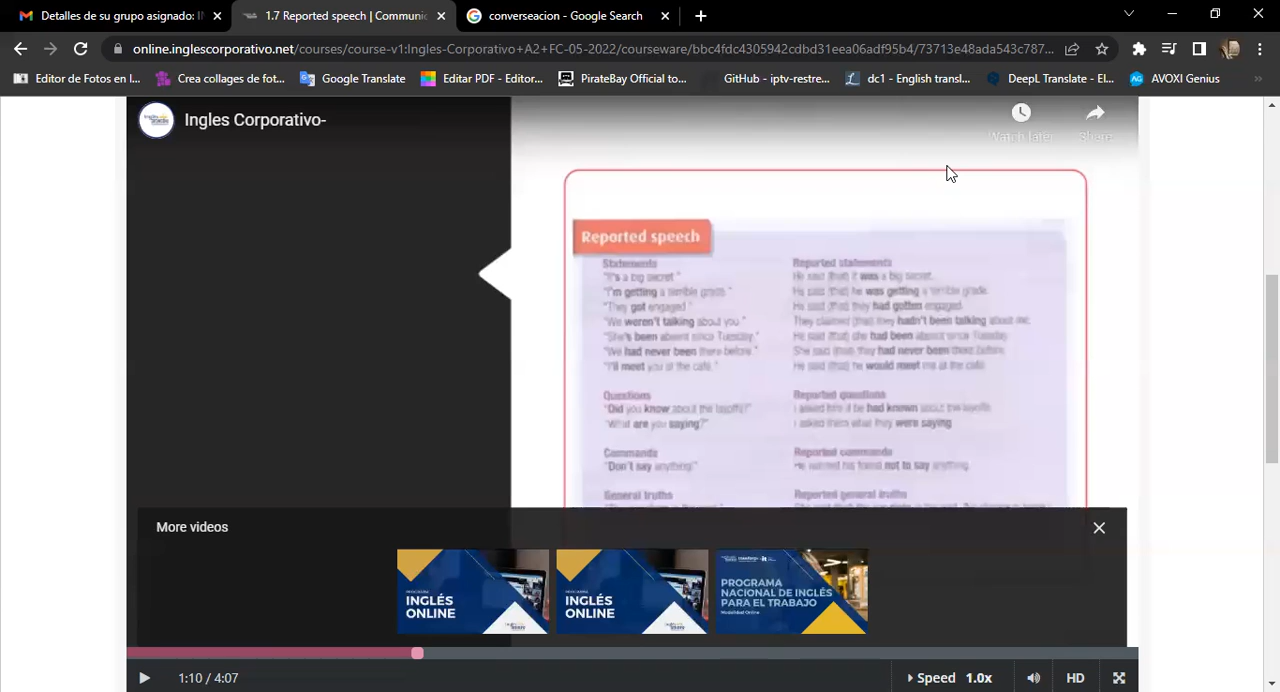 Detalles de su grupo asignado: I
1.7 Reported speech | Communic
converseacion - Google Search
online.inglescorporativo.net/courses/course-v1:Ingles-Corporativo+A2+FC-05-2022/courseware/bbc4fdc4305942cdbd31eea06adf95b4/73713e48ada543c787...
Editor de Fotos en l... Crea collages de fot... Google Translate Editar PDF - Editor... PirateBay Official to... GitHub - iptv-restre... dc1 - English transl... DeepL Translate - El... AVOXI Genius »
Ingles Corporativo-
Watch later Share
Reported speech
Statements Reported statements
"It's a big secret." He said (that) it was a big secret.
"I'm getting a terrible grade." He said (that) he was getting a terrible grade.
"They got engaged." He said (that) they had gotten engaged.
"We weren't talking about you." They claimed (that) they hadn't been talking about me.
"She's been absent since Tuesday." He said (that) she had been absent since Tuesday.
"We had never been there before." She said (that) they had never been there before.
"I'll meet you at the café." He said (that) he would meet me at the café.
Questions Reported questions
"Did you know about the layoffs?" I asked him if he had known about the layoffs.
"What are you saying?" I asked them what they were saying.
Commands Reported commands
"Don't say anything!" He warned his friend not to say anything.
General truths Reported general truths
More videos
INGLÉS
ONLINE
INGLÉS
ONLINE
PROGRAMA
NACIONAL DE INGLÉS
PARA EL TRABAJO
Modalidad Online
1:10 / 4:07 Speed 1.0x HD